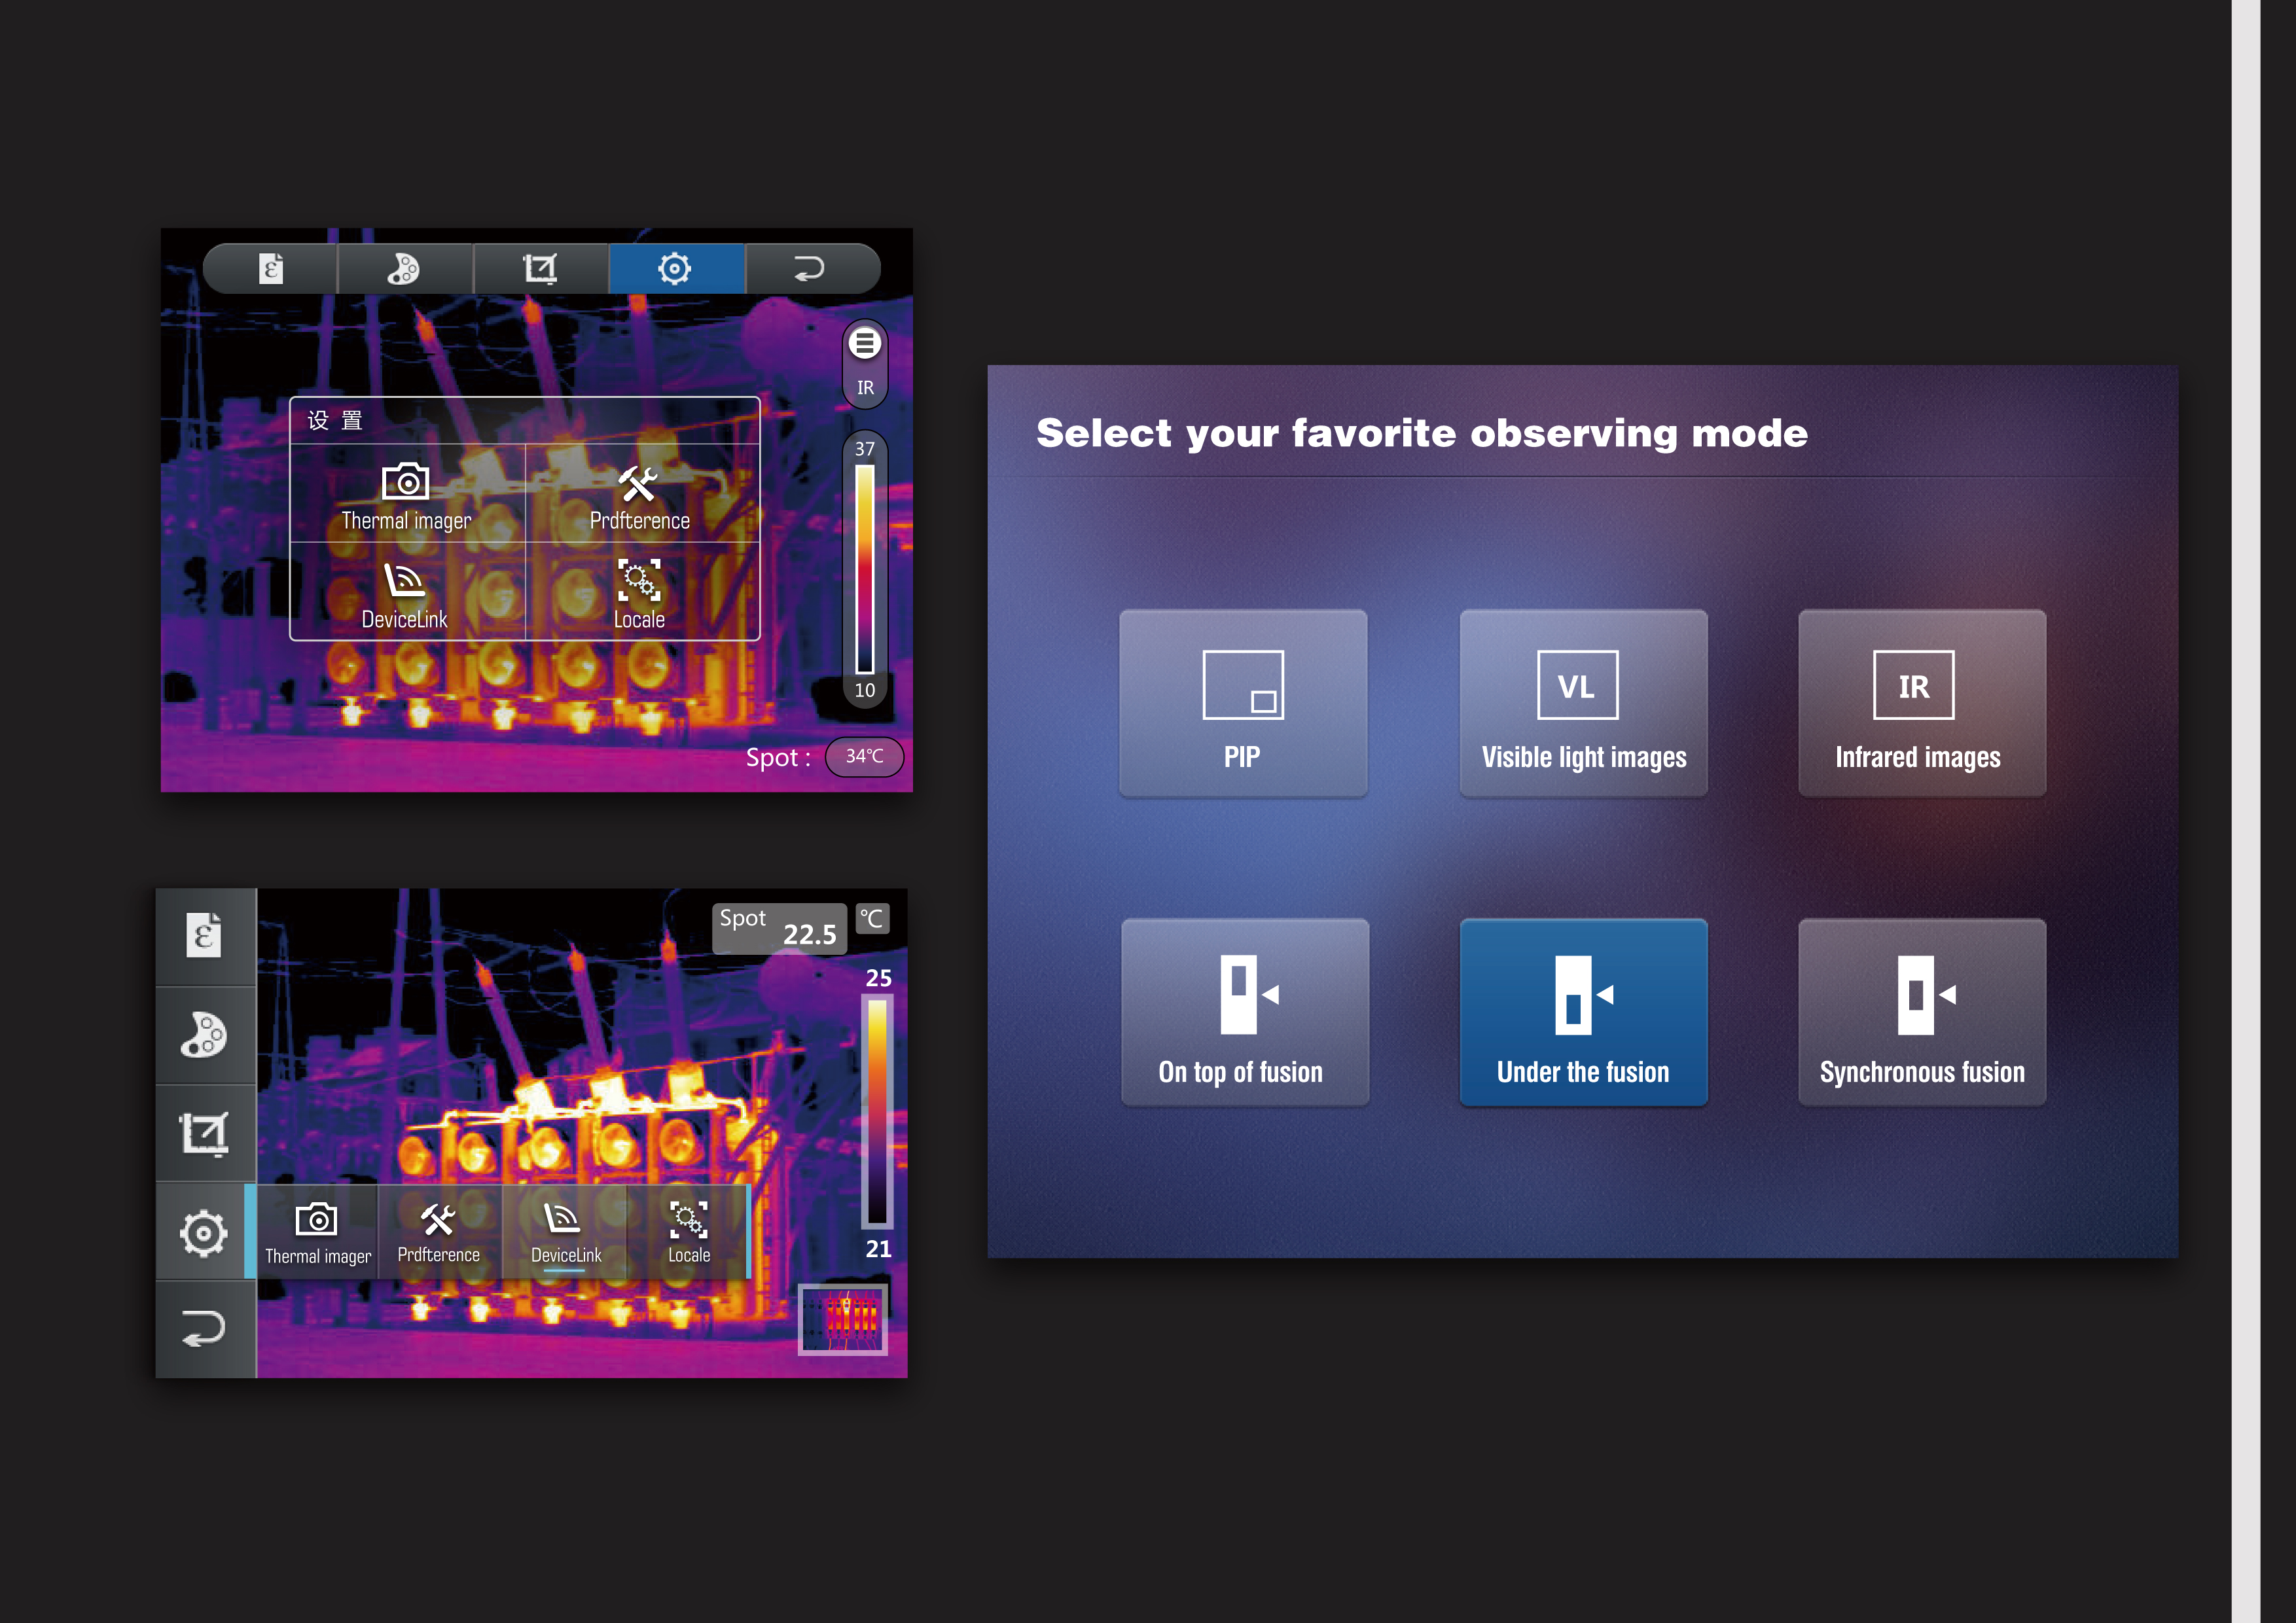 ε
IR
37
设 置
Thermal imager
Prdfterence
DeviceLink
Locale
10
Spot : 34℃
ε
Spot 22.5 ℃
25
Thermal imager
Prdfterence
DeviceLink
Locale
21
Select your favorite observing mode
VL
IR
PIP
Visible light images
Infrared images
On top of fusion
Under the fusion
Synchronous fusion